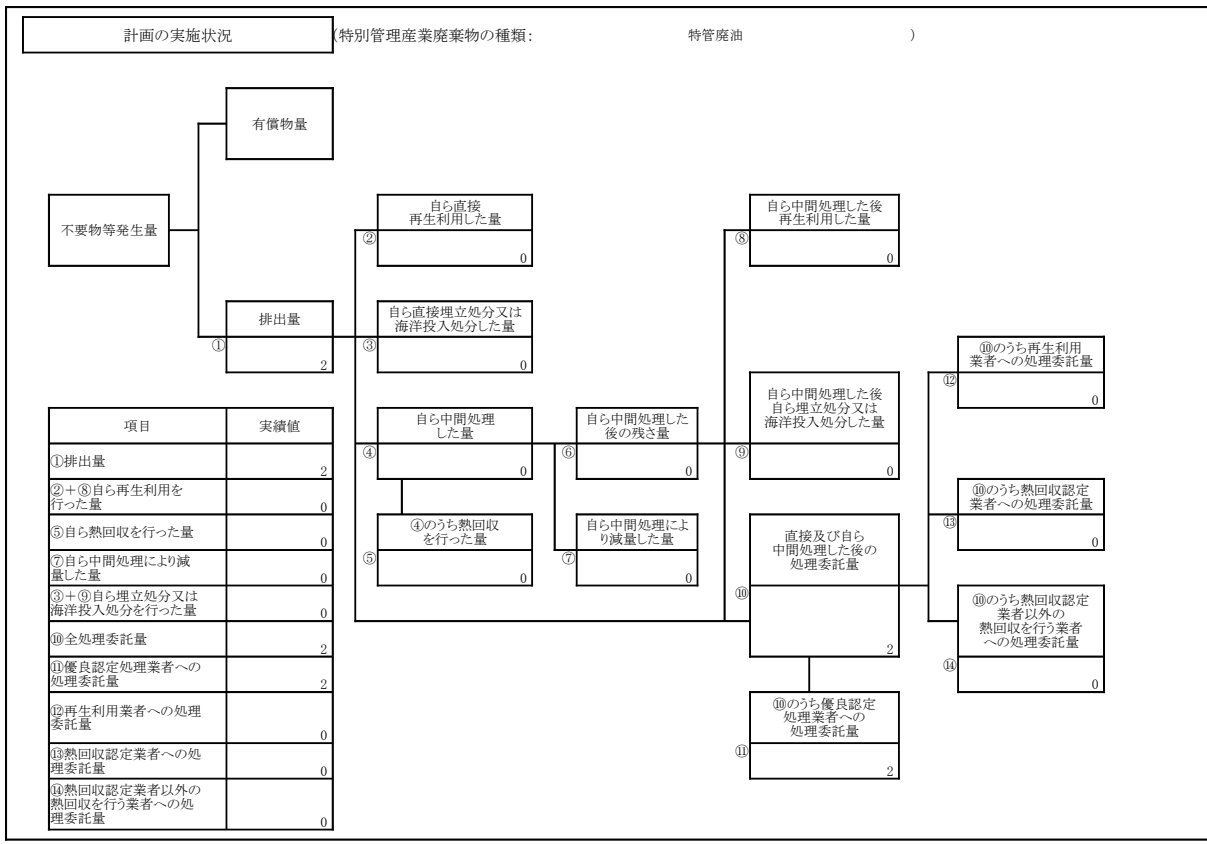 計画の実施状況 (特別管理産業廃棄物の種類: 特管廃油 )
有償物量
不要物等発生量
自ら直接
再生利用した量
②
0
自ら中間処理した後
再生利用した量
⑧
0
排出量
①
2
自ら直接埋立処分又は
海洋投入処分した量
③
0
⑩のうち再生利用
業者への処理委託量
⑫
0
自ら中間処理
した量
④
0
自ら中間処理した
後の残さ量
⑥
0
自ら中間処理した後
自ら埋立処分又は
海洋投入処分した量
⑨
0
⑩のうち熱回収認定
業者への処理委託量
⑬
0
④のうち熱回収
を行った量
⑤
0
自ら中間処理によ
り減量した量
⑦
0
直接及び自ら
中間処理した後の
処理委託量
⑩
2
⑩のうち熱回収認定
業者以外の
熱回収を行う業者
への処理委託量
⑭
0
⑩のうち優良認定
処理業者への
処理委託量
⑪
2
項目 実績値
①排出量 2
②+⑧自ら再生利用を
行った量 0
⑤自ら熱回収を行った量 0
⑦自ら中間処理により減
量した量 0
③+⑨自ら埋立処分又は
海洋投入処分を行った量 0
⑩全処理委託量 2
⑪優良認定処理業者への
処理委託量 2
⑫再生利用業者への処理
委託量 0
⑬熱回収認定業者への処
理委託量 0
⑭熱回収認定業者以外の
熱回収を行う業者への処
理委託量 0